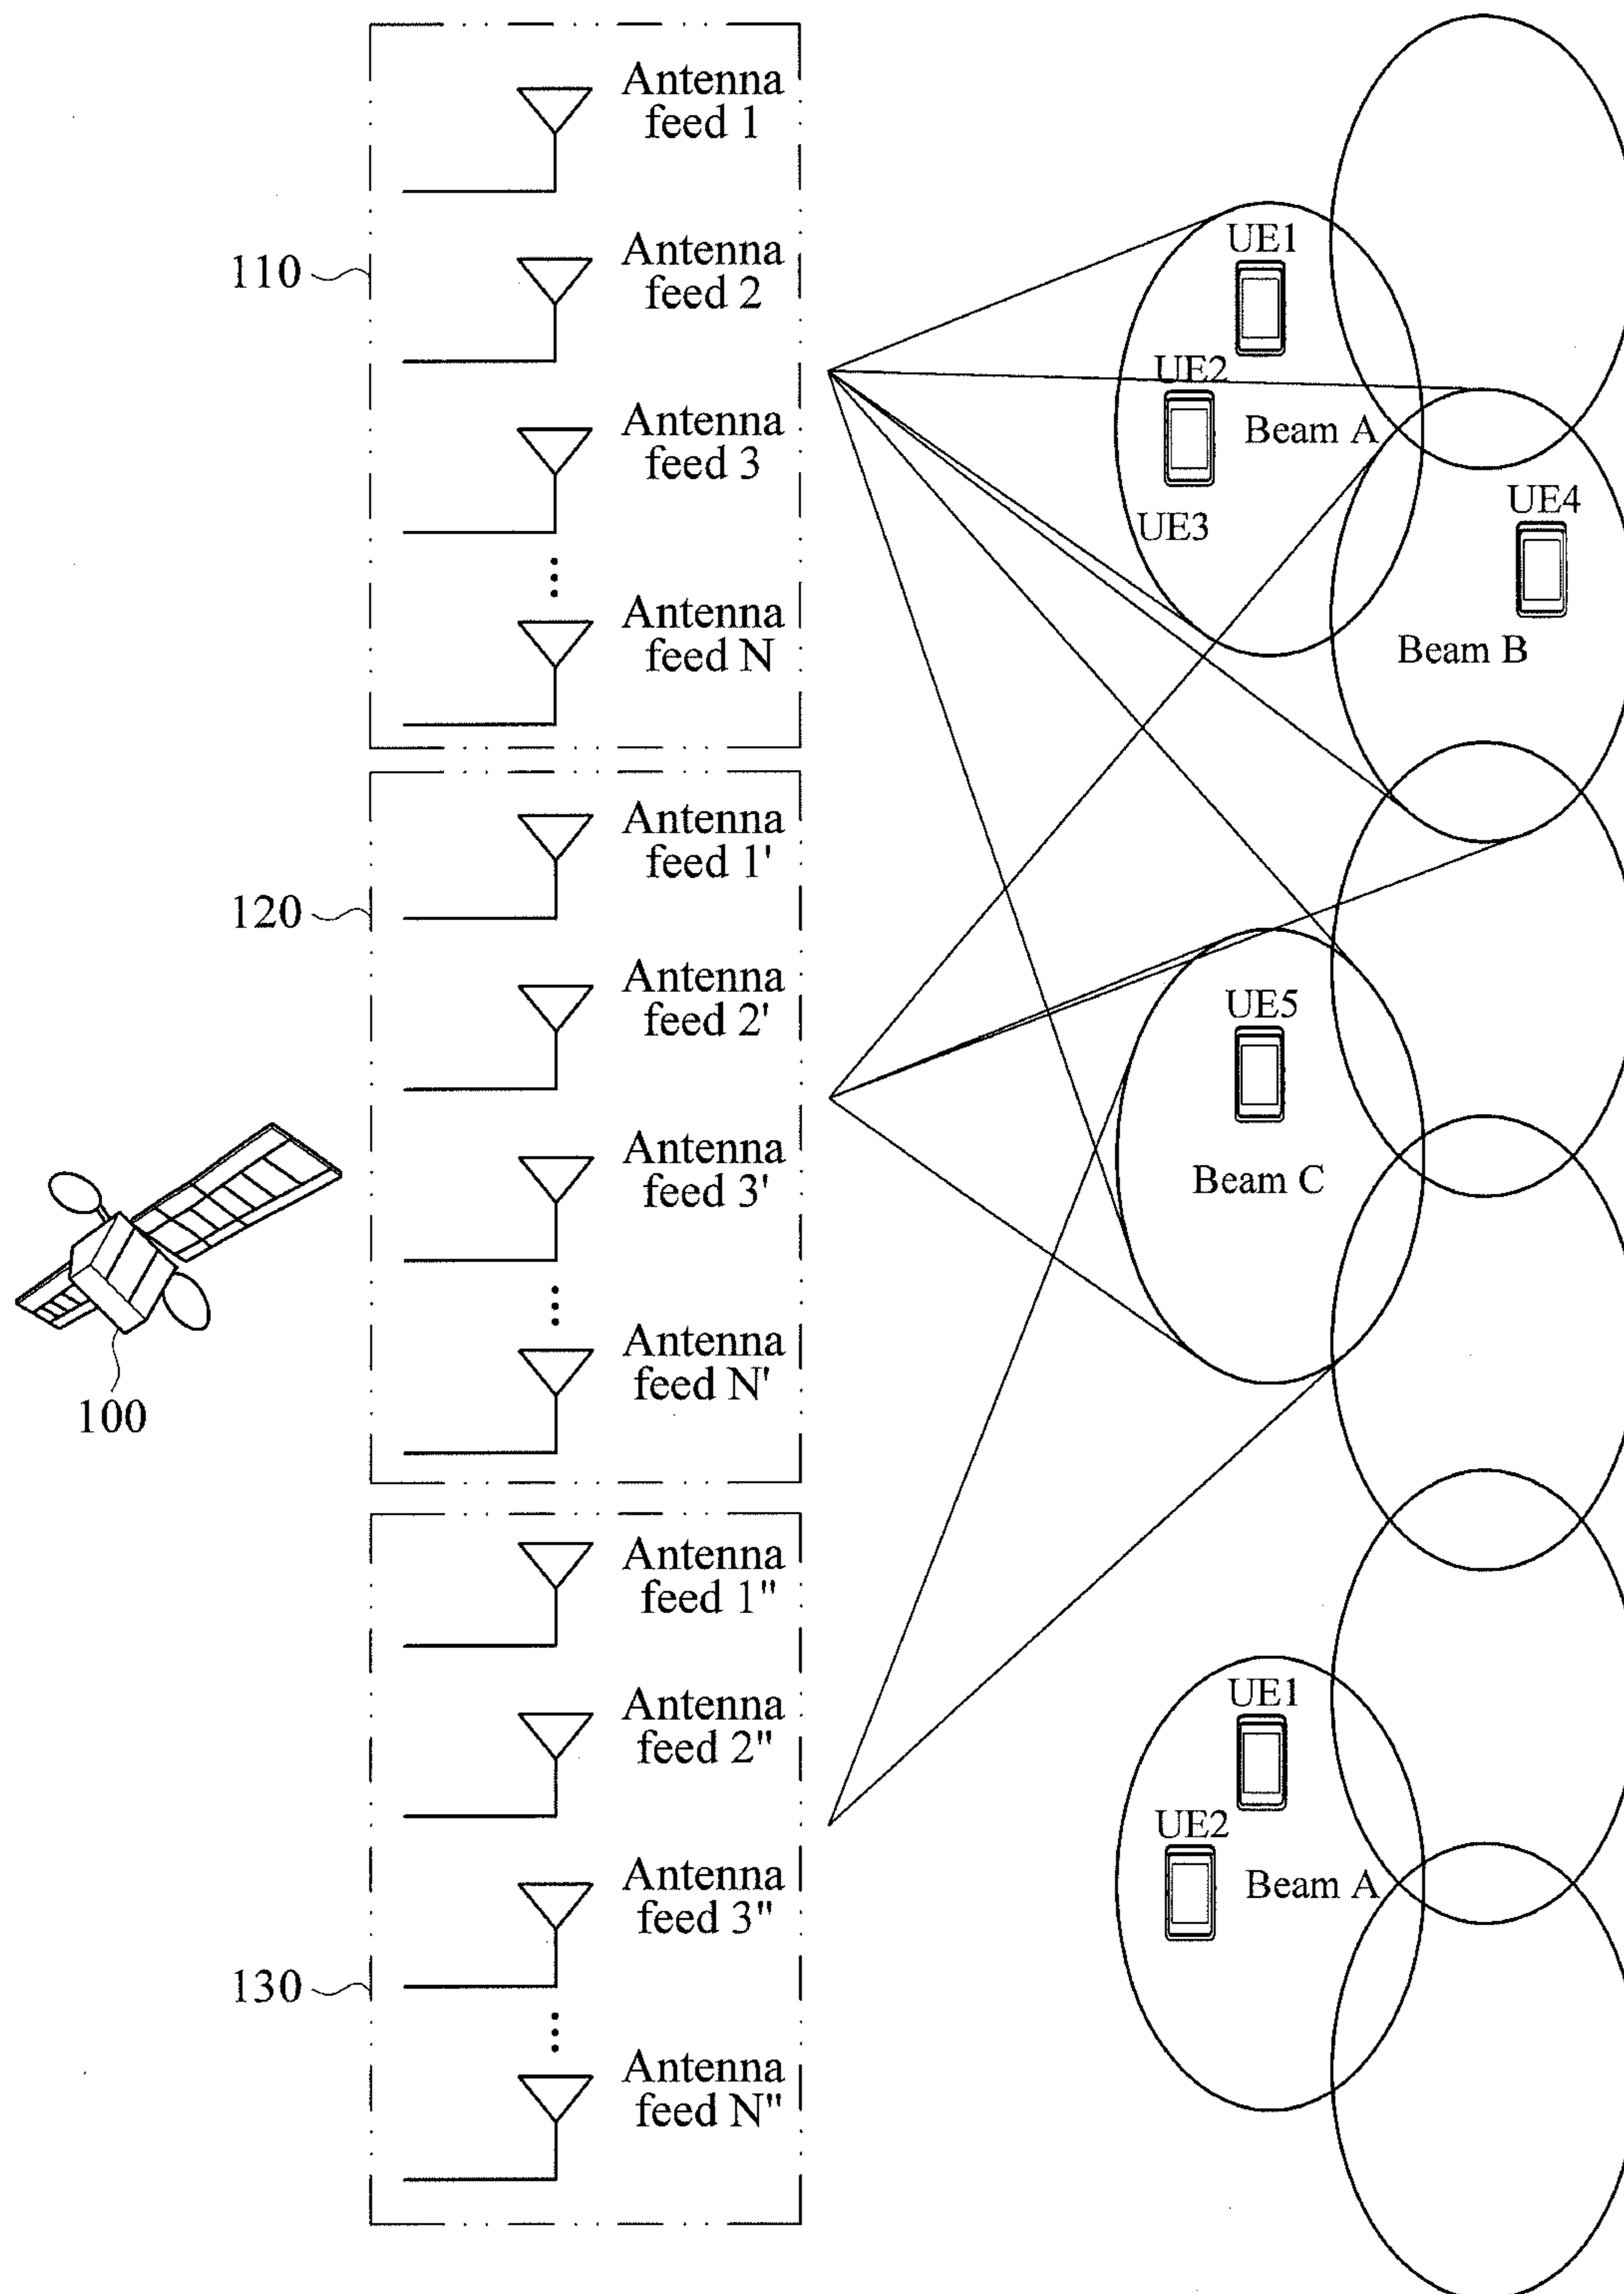 Antenna
feed 1
Antenna
feed 2
110
Antenna
feed 3
Antenna
feed N
Antenna
feed 1'
120
Antenna
feed 2'
Antenna
feed 3'
Antenna
feed N'
100
Antenna
feed 1"
Antenna
feed 2"
Antenna
feed 3"
130
Antenna
feed N"
UE1
UE2
Beam A
UE3
UE4
Beam B
UE5
Beam C
UE1
UE2
Beam A